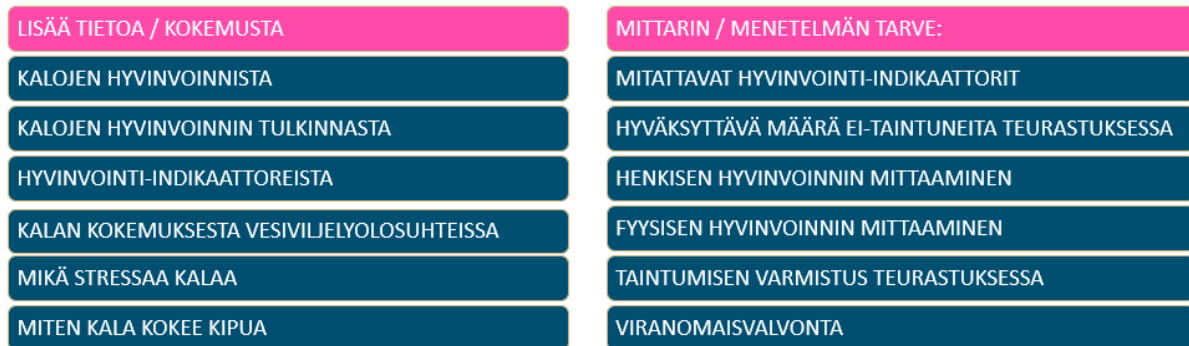 LISÄÄ TIETOA / KOKEMUSTA
KALOJEN HYVINVOINNISTA
KALOJEN HYVINVOINNIN TULKINNASTA
HYVINVOINTI-INDIKAATTOREISTA
KALAN KOKEMUKSESTA VESIVILJELYOLOSUHTEISSA
MIKÄ STRESSAA KALAA
MITEN KALA KOKEE KIPUA
MITTARIN / MENETELMÄN TARVE:
MITATTAVAT HYVINVOINTI-INDIKAATTORIT
HYVÄKSYTTÄVÄ MÄÄRÄ EI-TAINTUNEITA TEURASTUKSESSA
HENKISEN HYVINVOINNIN MITTAAMINEN
FYYSISEN HYVINVOINNIN MITTAAMINEN
TAINTUMISEN VARMISTUS TEURASTUKSESSA
VIRANOMAISVALVONTA